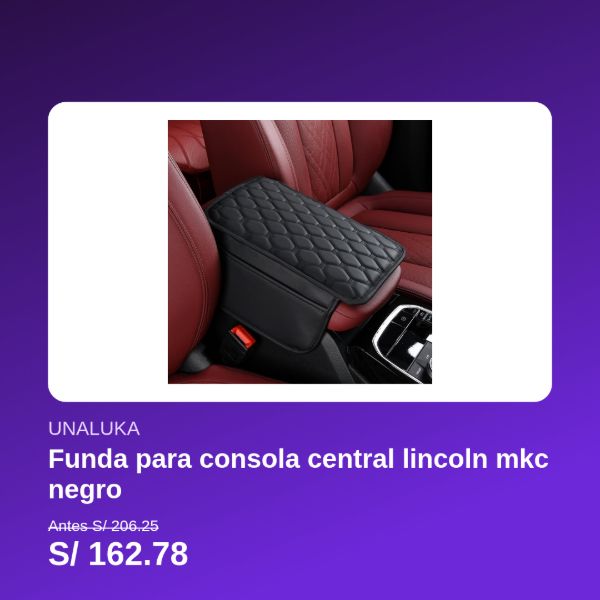 UNALUKA
Funda para consola central lincoln mkc
negro
Antes S/ 206.25
S/ 162.78